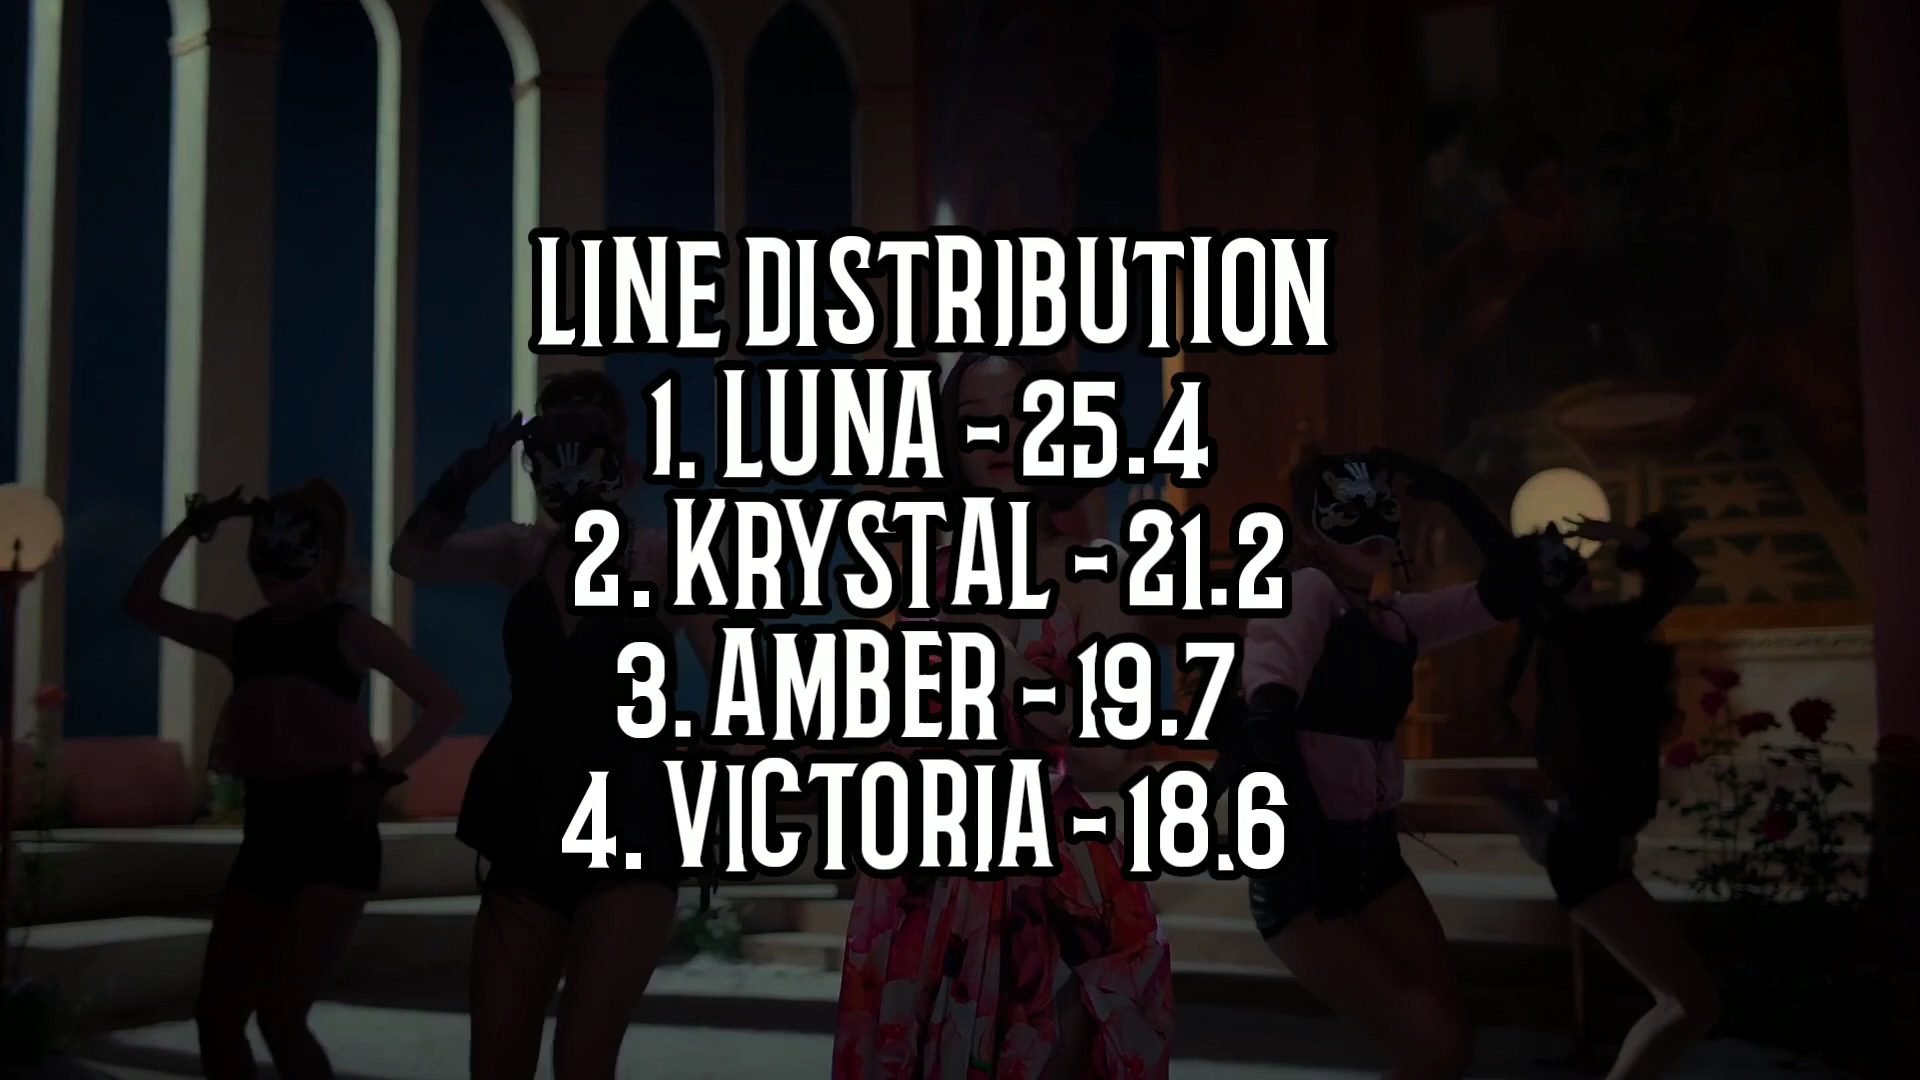 LINE DISTRIBUTION
1. LUNA - 25.4
2. KRYSTAL - 21.2
3. AMBER - 19.7
4. VICTORIA - 18.6